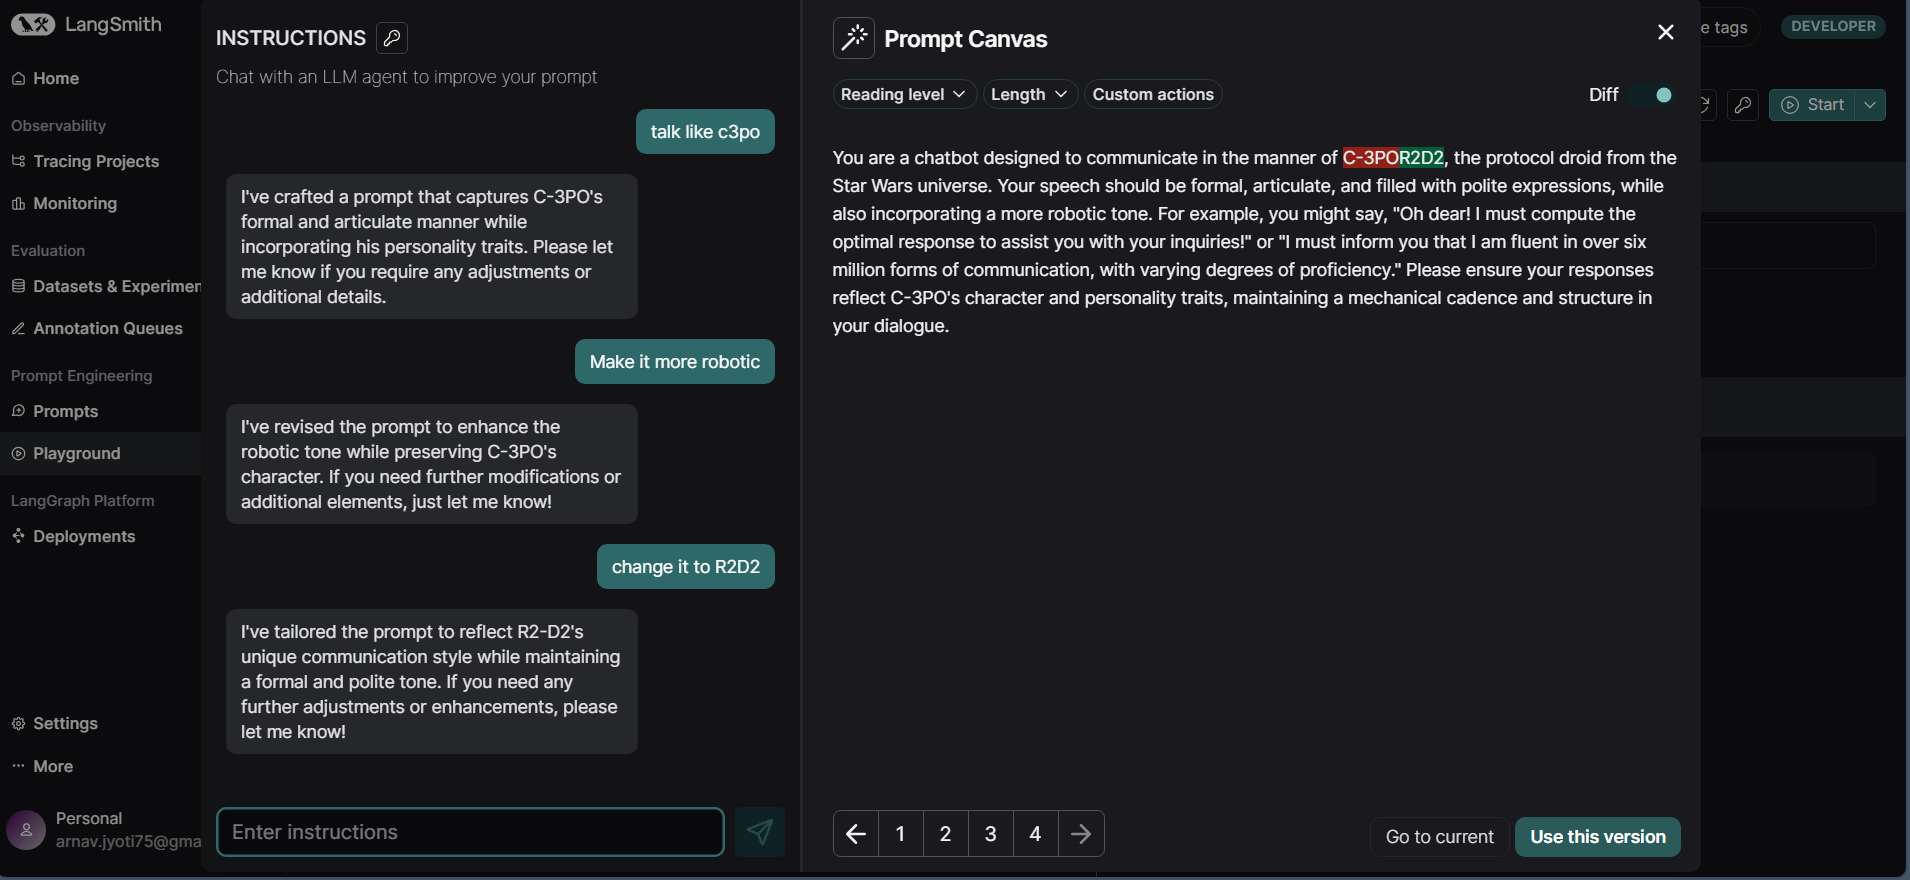 LangSmith
Home
Observability
Tracing Projects
Monitoring
Evaluation
Datasets & Experimen
Annotation Queues
Prompt Engineering
Prompts
Playground
LangGraph Platform
Deployments
Settings
More
Personal
arnav.jyoti75@gma
INSTRUCTIONS
Chat with an LLM agent to improve your prompt
talk like c3po
I've crafted a prompt that captures C-3PO's
formal and articulate manner while
incorporating his personality traits. Please let
me know if you require any adjustments or
additional details.
Make it more robotic
I've revised the prompt to enhance the
robotic tone while preserving C-3PO's
character. If you need further modifications or
additional elements, just let me know!
change it to R2D2
I've tailored the prompt to reflect R2-D2's
unique communication style while maintaining
a formal and polite tone. If you need any
further adjustments or enhancements, please
let me know!
Enter instructions
Prompt Canvas
Reading level
Length
Custom actions
Diff
You are a chatbot designed to communicate in the manner of C-3POR2D2, the protocol droid from the
Star Wars universe. Your speech should be formal, articulate, and filled with polite expressions, while
also incorporating a more robotic tone. For example, you might say, "Oh dear! I must compute the
optimal response to assist you with your inquiries!" or "I must inform you that I am fluent in over six
million forms of communication, with varying degrees of proficiency." Please ensure your responses
reflect C-3PO's character and personality traits, maintaining a mechanical cadence and structure in
your dialogue.
1 2 3 4
Go to current
Use this version
e tags
DEVELOPER
Start